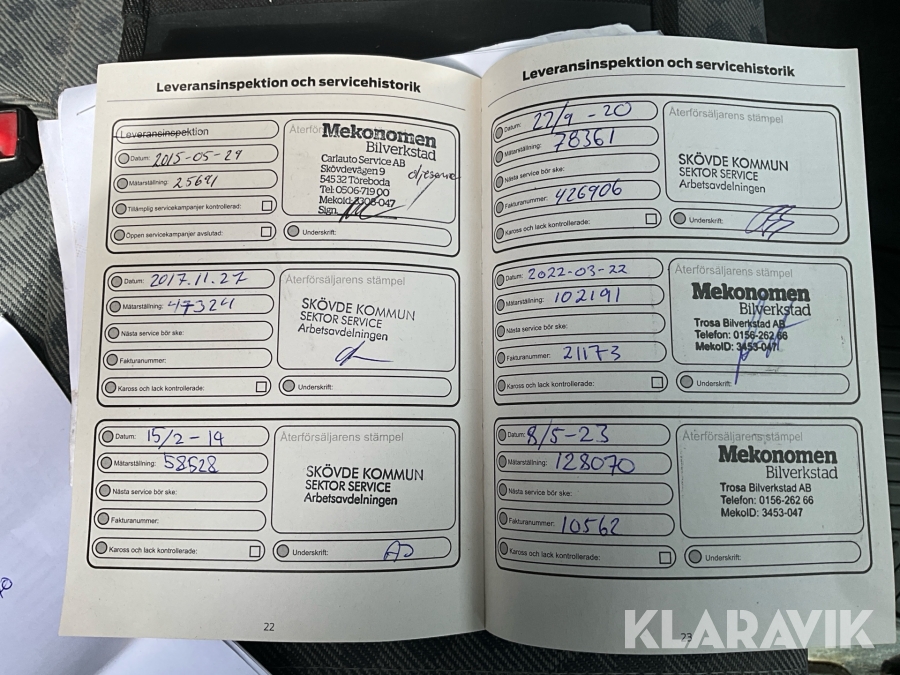 Leveransinspektion och servicehistorik
Leveransinspektion
Datum: 2015-05-29
Mätarställning: 25691
Tillämplig servicekampanjer kontrollerad:
Öppen servicekampanjer avslutad:
Mekonomen
Bilverkstad
Carlauto Service AB
Skövdevägen 9
545 32 Töreboda
Tel: 0506-719 00
MekoId: 3308-047
Sign.
Underskrift:
Datum: 2017.11.27
Mätarställning: 47324
Nästa service bör ske:
Fakturanummer:
Kaross och lack kontrollerade:
Återförsäljarens stämpel
SKÖVDE KOMMUN
SEKTOR SERVICE
Arbetsavdelningen
Underskrift:
Datum: 15/2-19
Mätarställning: 58528
Nästa service bör ske:
Fakturanummer:
Kaross och lack kontrollerade:
Återförsäljarens stämpel
SKÖVDE KOMMUN
SEKTOR SERVICE
Arbetsavdelningen
Underskrift:
22
Leveransinspektion och servicehistorik
Datum: 27/9-20
Mätarställning: 78361
Nästa service bör ske:
Fakturanummer: 426906
Kaross och lack kontrollerade:
Återförsäljarens stämpel
SKÖVDE KOMMUN
SEKTOR SERVICE
Arbetsavdelningen
Underskrift:
Datum: 2022-03-22
Mätarställning: 102191
Nästa service bör ske:
Fakturanummer: 21173
Kaross och lack kontrollerade:
Återförsäljarens stämpel
Mekonomen
Bilverkstad
Trosa Bilverkstad AB
Telefon: 0156-262 66
MekoID: 3453-047
Underskrift:
Datum: 8/5-23
Mätarställning: 128070
Nästa service bör ske:
Fakturanummer: 10562
Kaross och lack kontrollerade:
Återförsäljarens stämpel
Mekonomen
Bilverkstad
Trosa Bilverkstad AB
Telefon: 0156-262 66
MekoID: 3453-047
Underskrift:
23
KLARAVIK